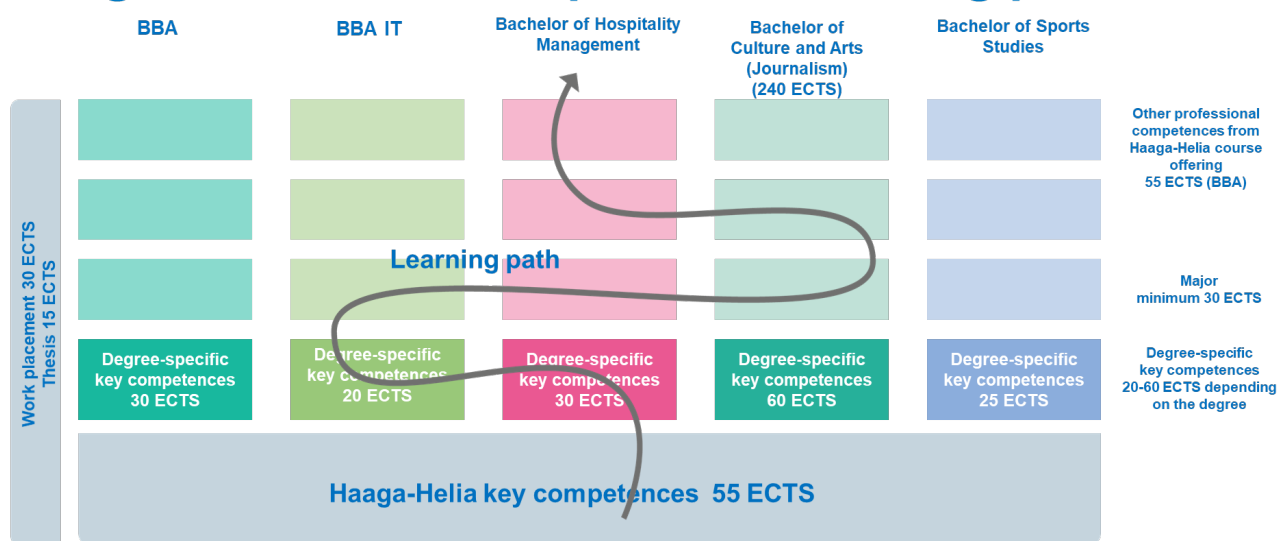 BBA
BBA IT
Bachelor of Hospitality
Management
Bachelor of
Culture and Arts
(Journalism)
(240 ECTS)
Bachelor of Sports
Studies
Other professional
competences from
Haaga-Helia course
offering
55 ECTS (BBA)
Work placement 30 ECTS
Thesis 15 ECTS
Learning path
Major
minimum 30 ECTS
Degree-specific
key competences
30 ECTS
Degree-specific
key competences
20 ECTS
Degree-specific
key competences
30 ECTS
Degree-specific
key competences
60 ECTS
Degree-specific
key competences
25 ECTS
Degree-specific
key competences
20-60 ECTS depending
on the degree
Haaga-Helia key competences 55 ECTS